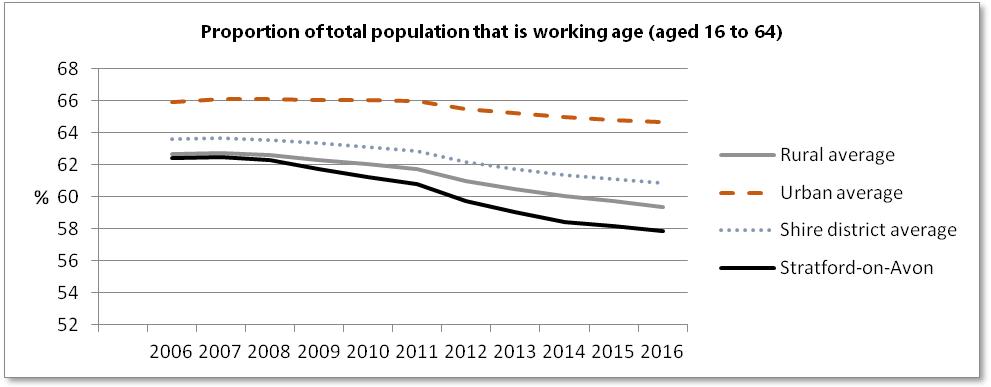 Proportion of total population that is working age (aged 16 to 64)
68
66
64
62
60
58
56
54
52
%
2006 2007 2008 2009 2010 2011 2012 2013 2014 2015 2016
Rural average
Urban average
Shire district average
Stratford-on-Avon